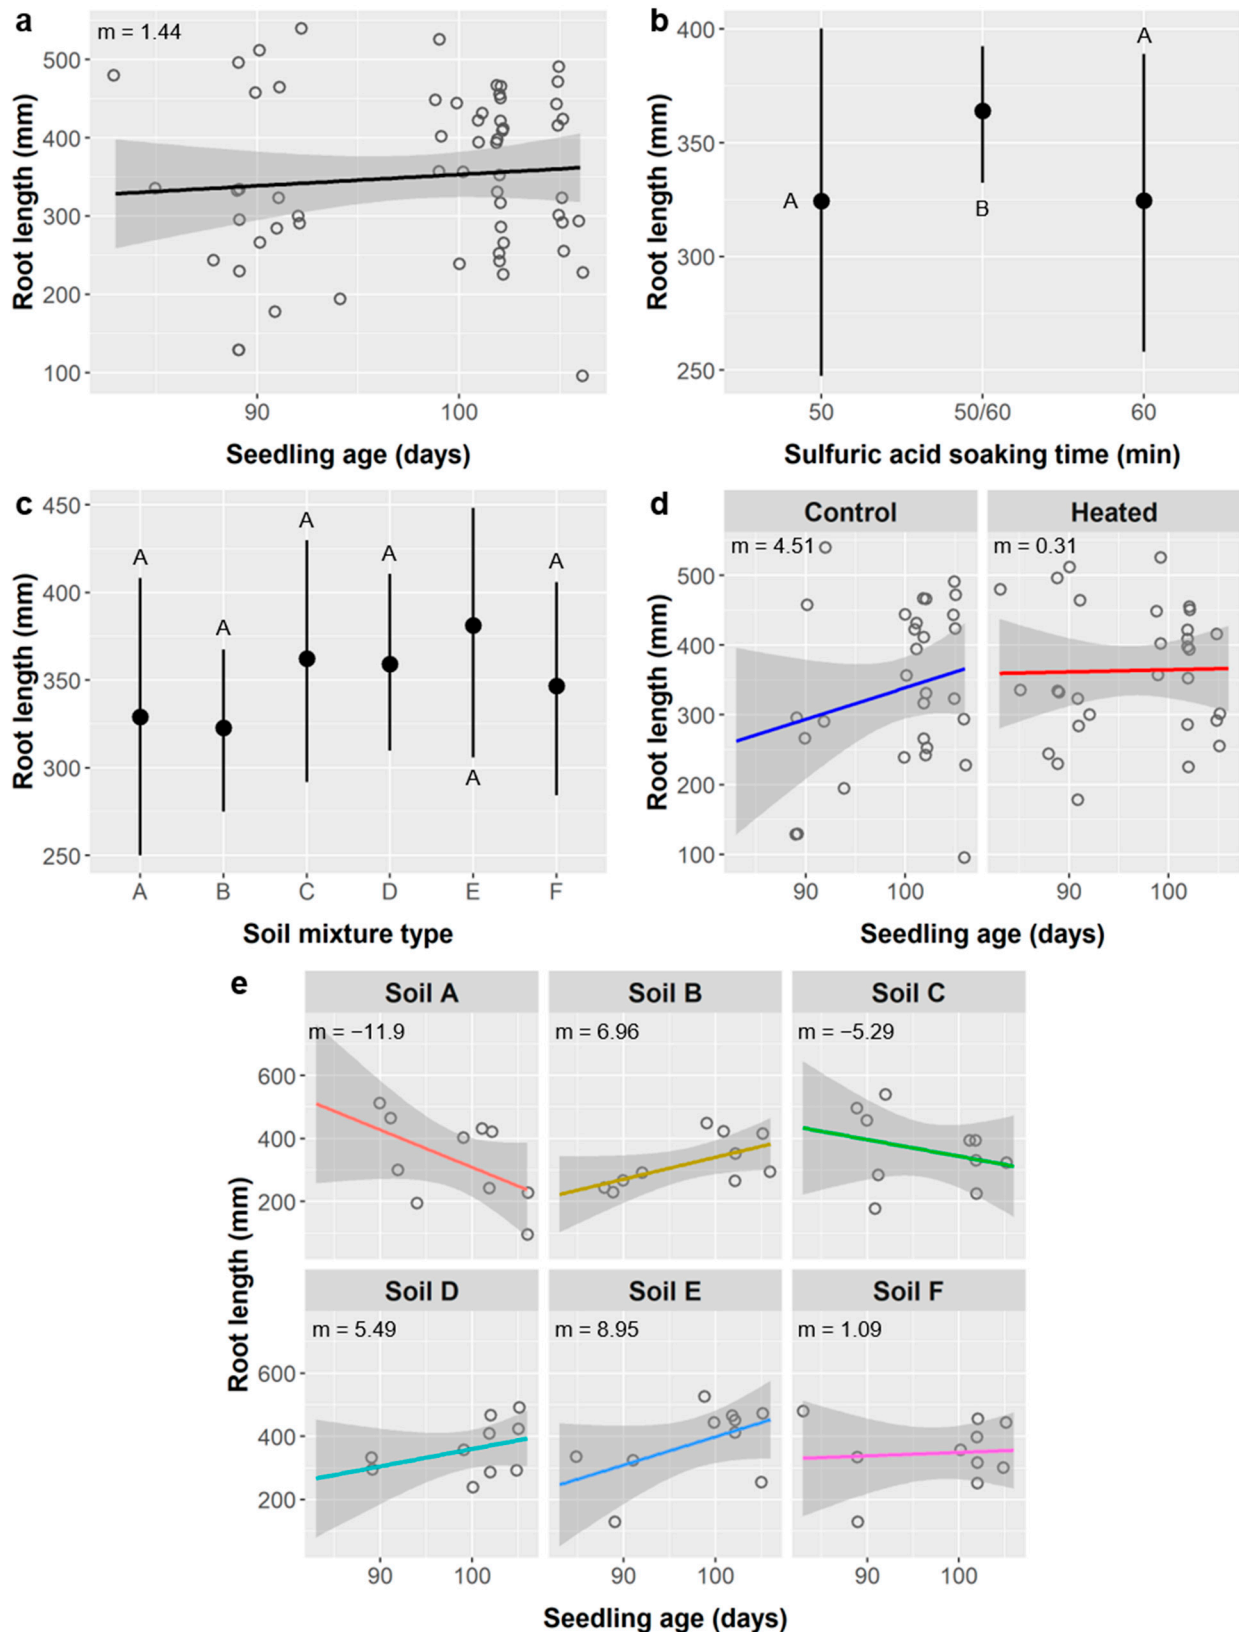 a
m = 1.44
500
400
300
200
100
Root length (mm)
90
100
Seedling age (days)
b
400
350
300
250
Root length (mm)
A
B
A
50
50/60
60
Sulfuric acid soaking time (min)
c
450
400
350
300
250
Root length (mm)
A
A
A
A
A
A
A
B
C
D
E
F
Soil mixture type
d
Control
Heated
m = 4.51
m = 0.31
500
400
300
200
100
Root length (mm)
90
100
90
100
Seedling age (days)
e
Soil A
Soil B
Soil C
m = −11.9
m = 6.96
m = −5.29
600
400
200
Soil D
Soil E
Soil F
m = 5.49
m = 8.95
m = 1.09
600
400
200
Root length (mm)
90
100
90
100
90
100
Seedling age (days)